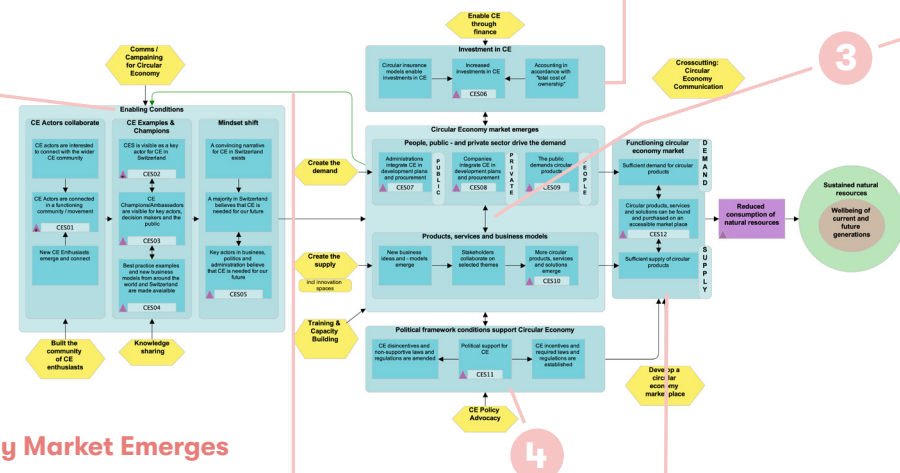 Enable CE
through
finance
Comms /
Campaining
for Circular
Economy
Investment in CE
Circular insurance
models enable
investments in CE
Increased
investments in CE
CES06
Accounting in
accordance with
"total cost of
ownership"
Crosscutting:
Circular
Economy
Communication
3
Enabling Conditions
CE Actors collaborate
CE actors are interested
to connect with the wider
CE community
CE Actors are connected
in a functioning
community / movement
CES01
New CE Enthusiasts
emerge and connect
CE Examples &
Champions
CES is visible as a key
actor for CE in
Switzerland
CES02
CE
Champions/Ambassadors
are visible for key actors,
decision makers and the
public
CES03
Best practice examples
and new business
models from around the
world and Switzerland
are made avalaible
CES04
Mindset shift
A convincing narrative
for CE in Switzerland
exists
A majority in Switzerland
believes that CE is
needed for our future
Key actors in business,
politics and
administration believe
that CE is needed for our
future
CES05
Built the
community
of CE
enthusiasts
Knowledge
sharing
Create the
demand
Create the
supply
incl innovation
spaces
Training &
Capacity
Building
Circular Economy market emerges
People, public - and private sector drive the demand
Administrations
integrate CE in
development plans
and procurement
CES07
PUBLIC
Companies
integrate CE in
development plans
and procurement
CES08
PRIVATE
The public
demands circular
products
CES09
PEOPLE
Products, services and business models
New business
ideas and - models
emerge
Stakeholders
collaborate on
selected themes
More circular
products, services
and solutions
emerge
CES10
Political framework conditions support Circular Economy
CE disincentives and
non-supportive laws and
regulations are amended
Political support for
CE
CES11
CE incentives and
required laws and
regulations are
established
CE Policy
Advocacy
Functioning circular
economy market
DEMAND
Sufficient demand for circular
products
Circular products, services
and solutions can be found
and purchased on an
accessible market place
CES12
Sufficient supply of circular
products
SUPPLY
Develop a
circular
economy
marketplace
Reduced
consumption of
natural resources
Sustained natural
resources
Wellbeing of
current and
future
generations
4
y Market Emerges